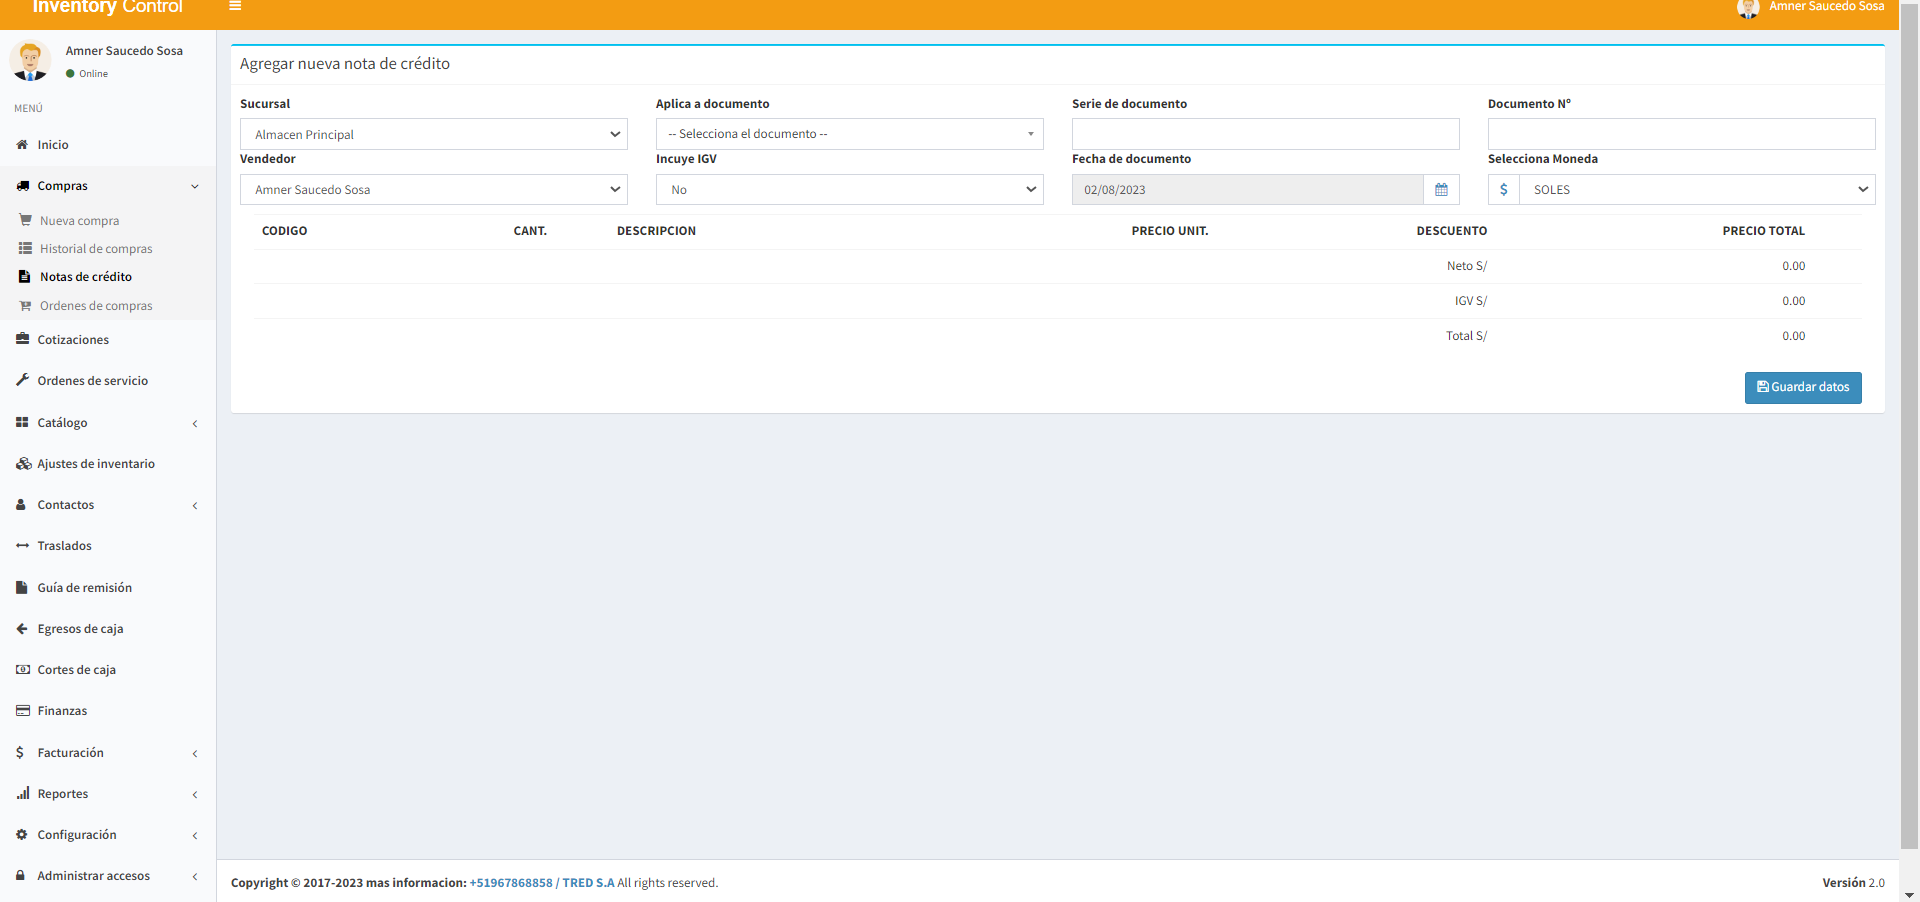 Inventory Control
Amner Saucedo Sosa
Amner Saucedo Sosa
Online
MENÚ
Inicio
Compras
Nueva compra
Historial de compras
Notas de crédito
Ordenes de compras
Cotizaciones
Ordenes de servicio
Catálogo
Ajustes de inventario
Contactos
Traslados
Guía de remisión
Egresos de caja
Cortes de caja
Finanzas
$ Facturación
Reportes
Configuración
Administrar accesos
Agregar nueva nota de crédito
Sucursal Aplica a documento Serie de documento Documento Nº
Almacen Principal -- Selecciona el documento --
Vendedor Incuye IGV Fecha de documento Selecciona Moneda
Amner Saucedo Sosa No 02/08/2023 $ SOLES
CODIGO CANT. DESCRIPCION PRECIO UNIT. DESCUENTO PRECIO TOTAL
Neto S/ 0.00
IGV S/ 0.00
Total S/ 0.00
Guardar datos
Copyright © 2017-2023 mas informacion: +51967868858 / TRED S.A All rights reserved. Versión 2.0